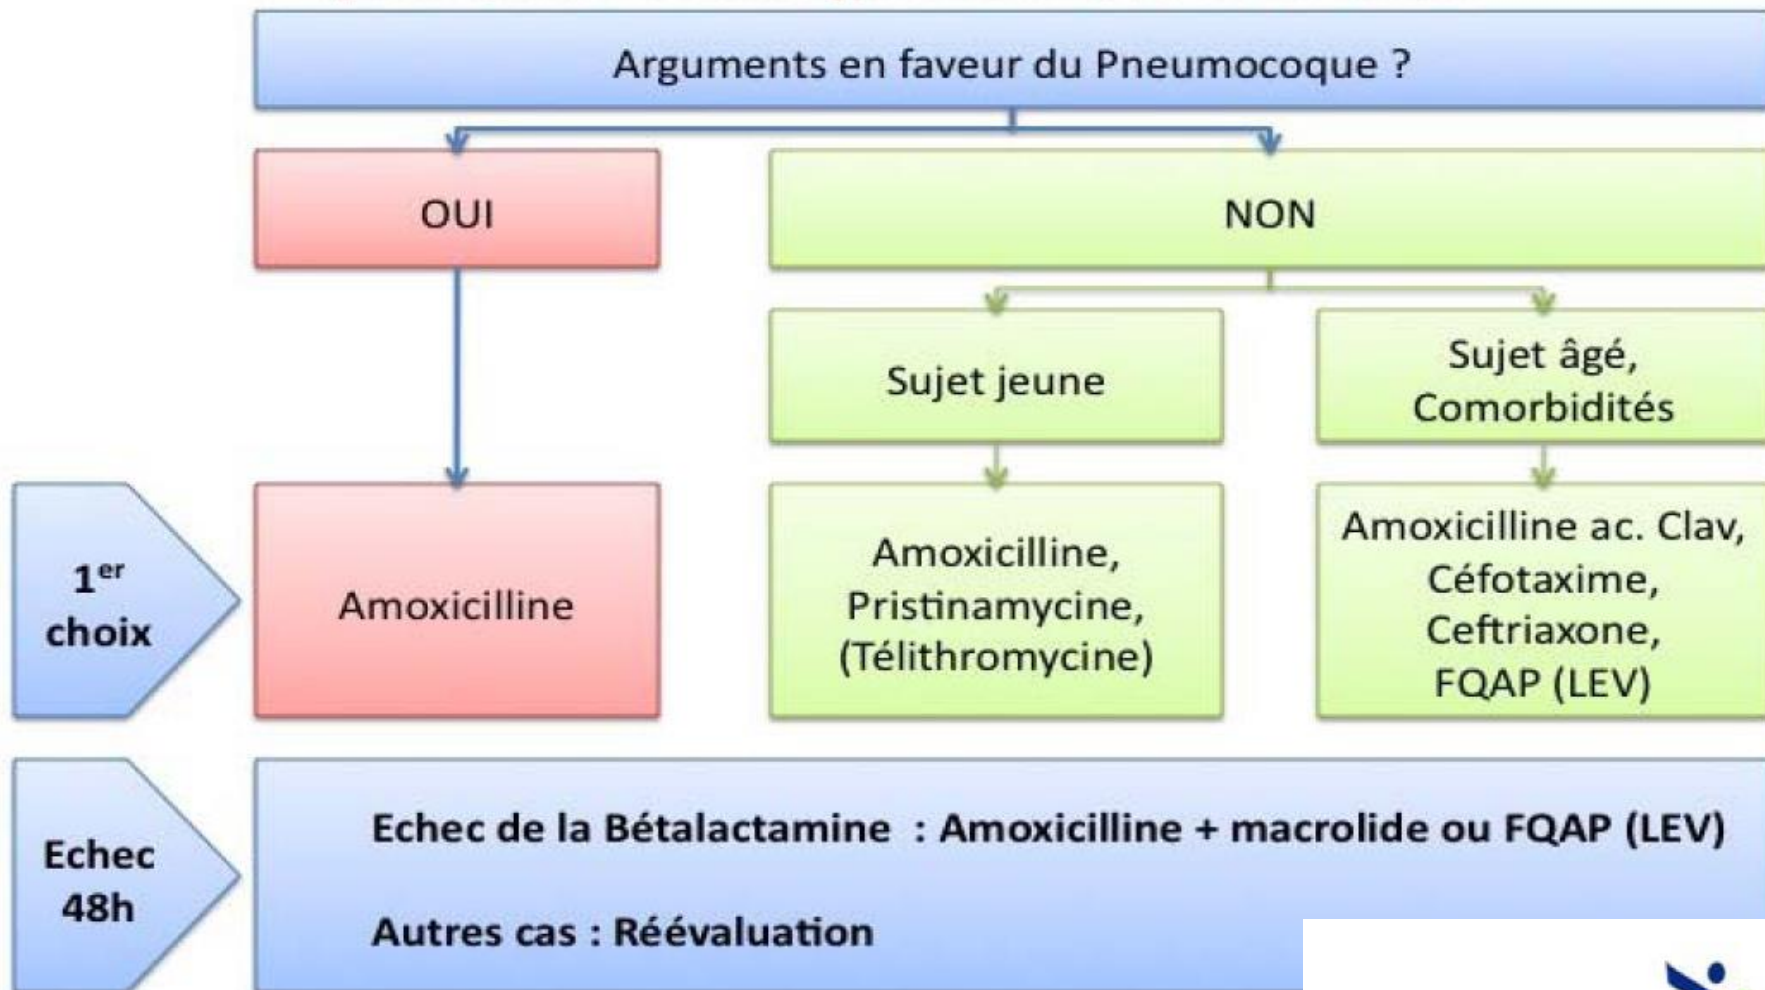 Arguments en faveur du Pneumocoque ?
OUI
NON
Sujet jeune
Sujet âgé,
Comorbidités
1er
choix
Amoxicilline
Amoxicilline,
Pristinamycine,
(Télithromycine)
Amoxicilline ac. Clav,
Céfotaxime,
Ceftriaxone,
FQAP (LEV)
Echec
48h
Echec de la Bétalactamine : Amoxicilline + macrolide ou FQAP (LEV)
Autres cas : Réévaluation